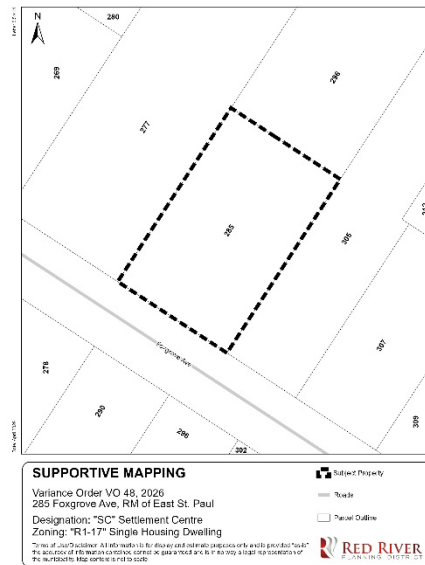 N
280
269
277
296
285
305
307
309
Foxgrove Ave
278
290
302
SUPPORTIVE MAPPING
Variance Order VO 48, 2026
285 Foxgrove Ave, RM of East St. Paul
Designation: "SC" Settlement Centre
Zoning: "R1-17" Single Housing Dwelling
Subject Property
Roads
Parcel Outline
RED RIVER
PLANNING DISTRICT